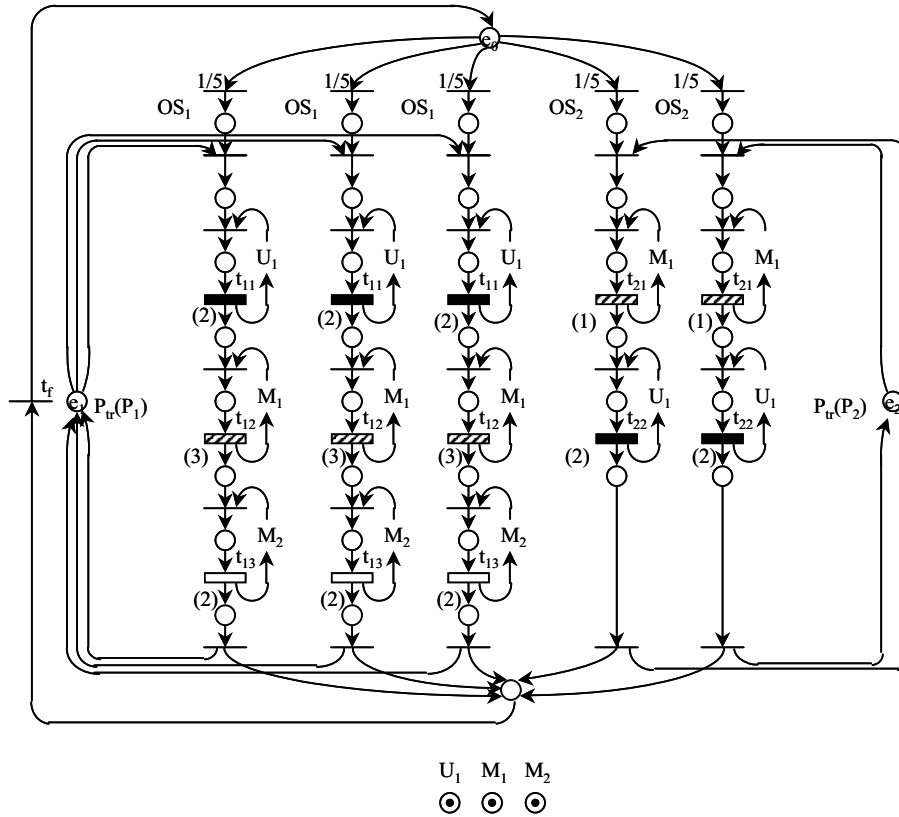 e₀
1/5 1/5 1/5 1/5 1/5
OS₁ OS₁ OS₁ OS₂ OS₂
U₁ U₁ U₁ M₁ M₁
t₁₁ t₁₁ t₁₁ t₂₁ t₂₁
(2) (2) (2) (1) (1)
t_f e₁ P_tr(P₁) M₁ M₁ M₁ U₁ U₁ P_tr(P₂) e₂
t₁₂ t₁₂ t₁₂ t₂₂ t₂₂
(3) (3) (3) (2) (2)
M₂ M₂ M₂
t₁₃ t₁₃ t₁₃
(2) (2) (2)
U₁ M₁ M₂